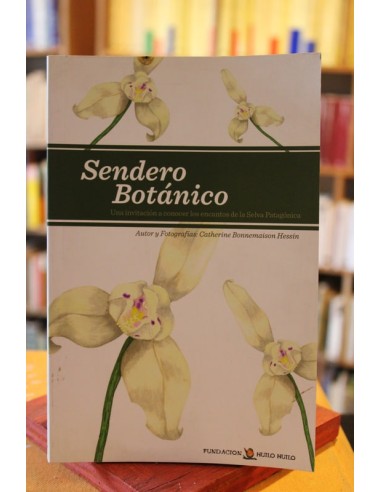 Sendero
Botánico
Una invitación a conocer los encantos de la Selva Patagónica
Autor y Fotografías: Catherine Bonnemaison Hessin
FUNDACION HUILO HUILO